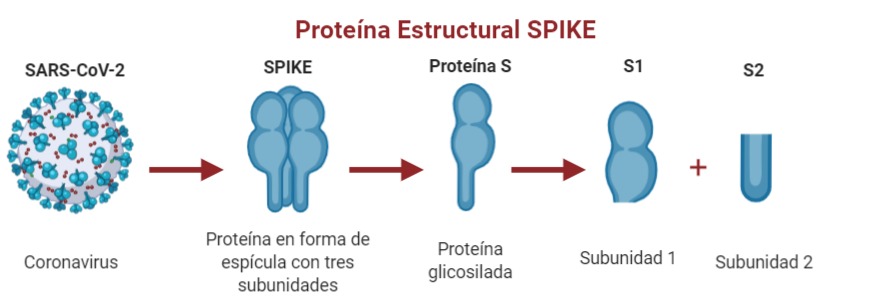 Proteína Estructural SPIKE
SARS-CoV-2
SPIKE
Proteína S
S1
S2
+
Coronavirus
Proteína en forma de
espícula con tres
subunidades
Proteína
glicosilada
Subunidad 1
Subunidad 2